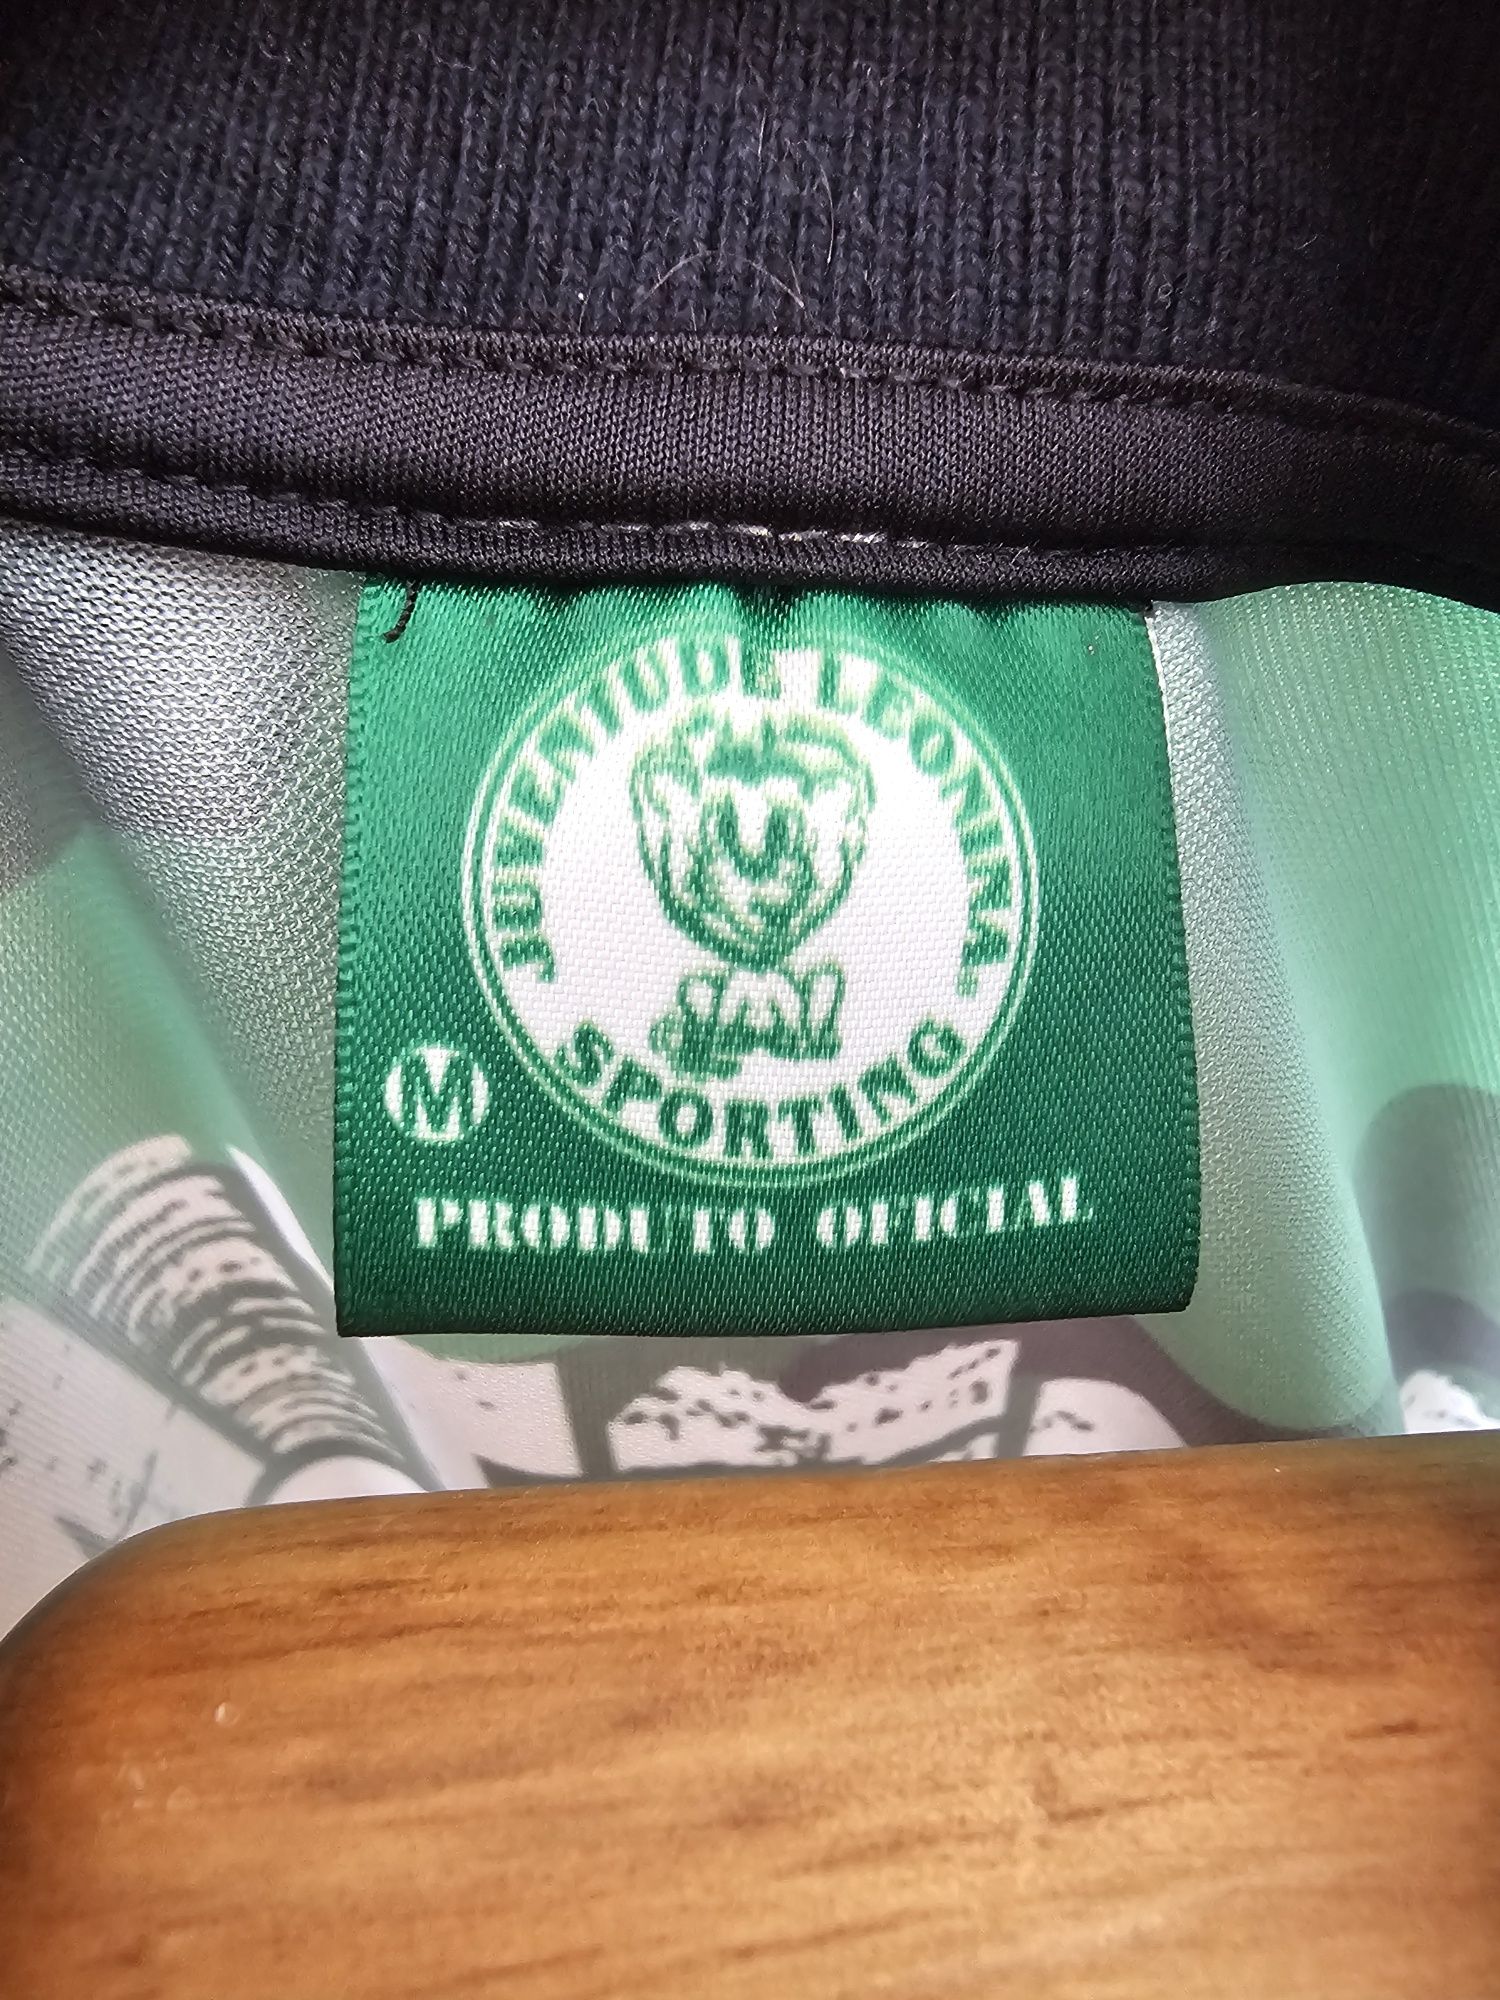 JUVENTUDE LEONINA
SPORTING
M
PRODUTO OFICIAL